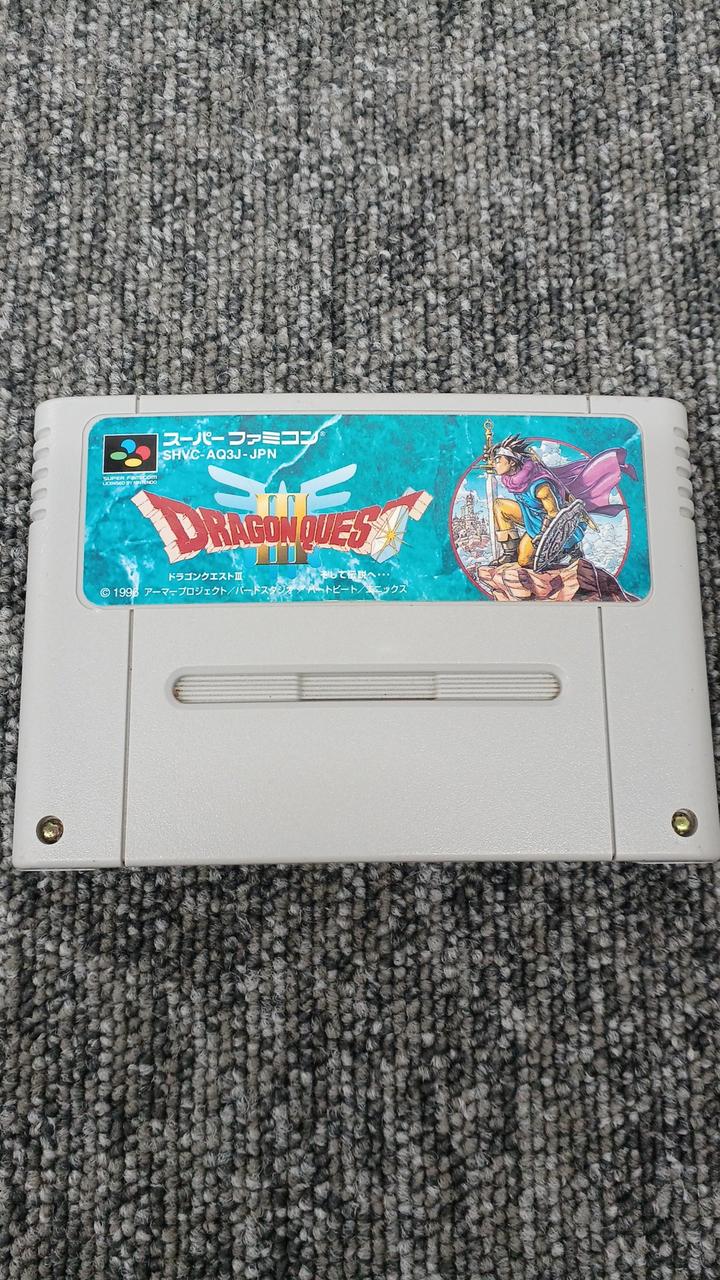 スーパーファミコン®
SHVC-AQ3J-JPN
SUPER FAMICOM
LICENSED BY NINTENDO
DRAGON QUEST
III
ドラゴンクエストIII そして伝説へ・・・
© 1996 アーマープロジェクト/バードスタジオ/ハートビート/エニックス